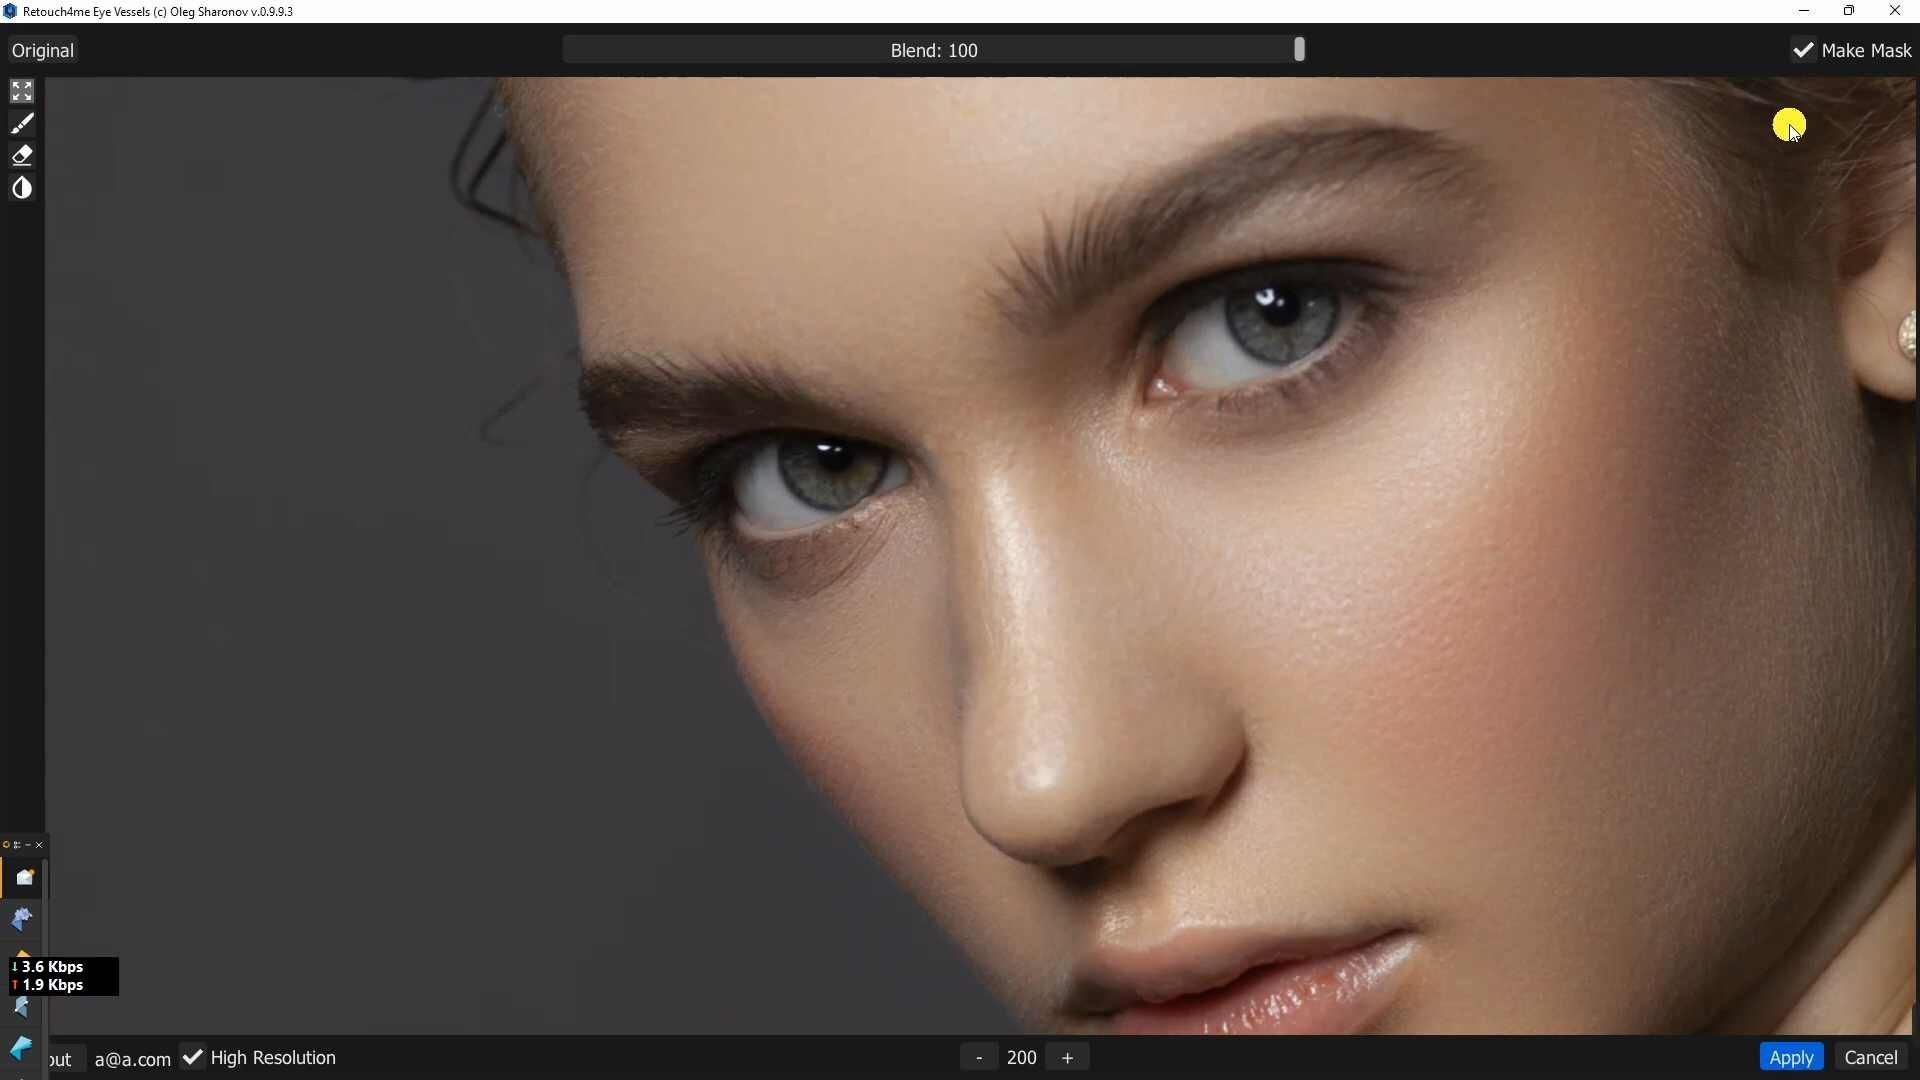 Retouch4me Eye Vessels (c) Oleg Sharonov v.0.9.9.3
Original
Blend: 100
Make Mask
↓ 3.6 Kbps
↑ 1.9 Kbps
out
a@a.com
High Resolution
- 200 +
Apply
Cancel